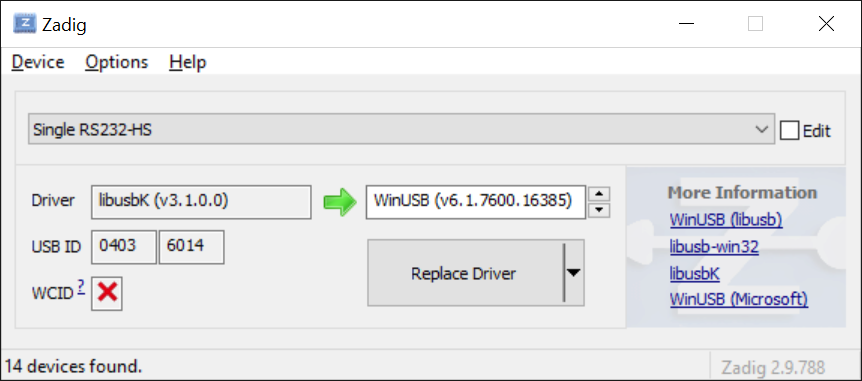 Zadig
Device Options Help
Single RS232-HS
Edit
Driver libusbK (v3.1.0.0) WinUSB (v6.1.7600.16385)
USB ID 0403 6014
WCID ?
Replace Driver
More Information
WinUSB (libusb)
libusb-win32
libusbK
WinUSB (Microsoft)
14 devices found.
Zadig 2.9.788